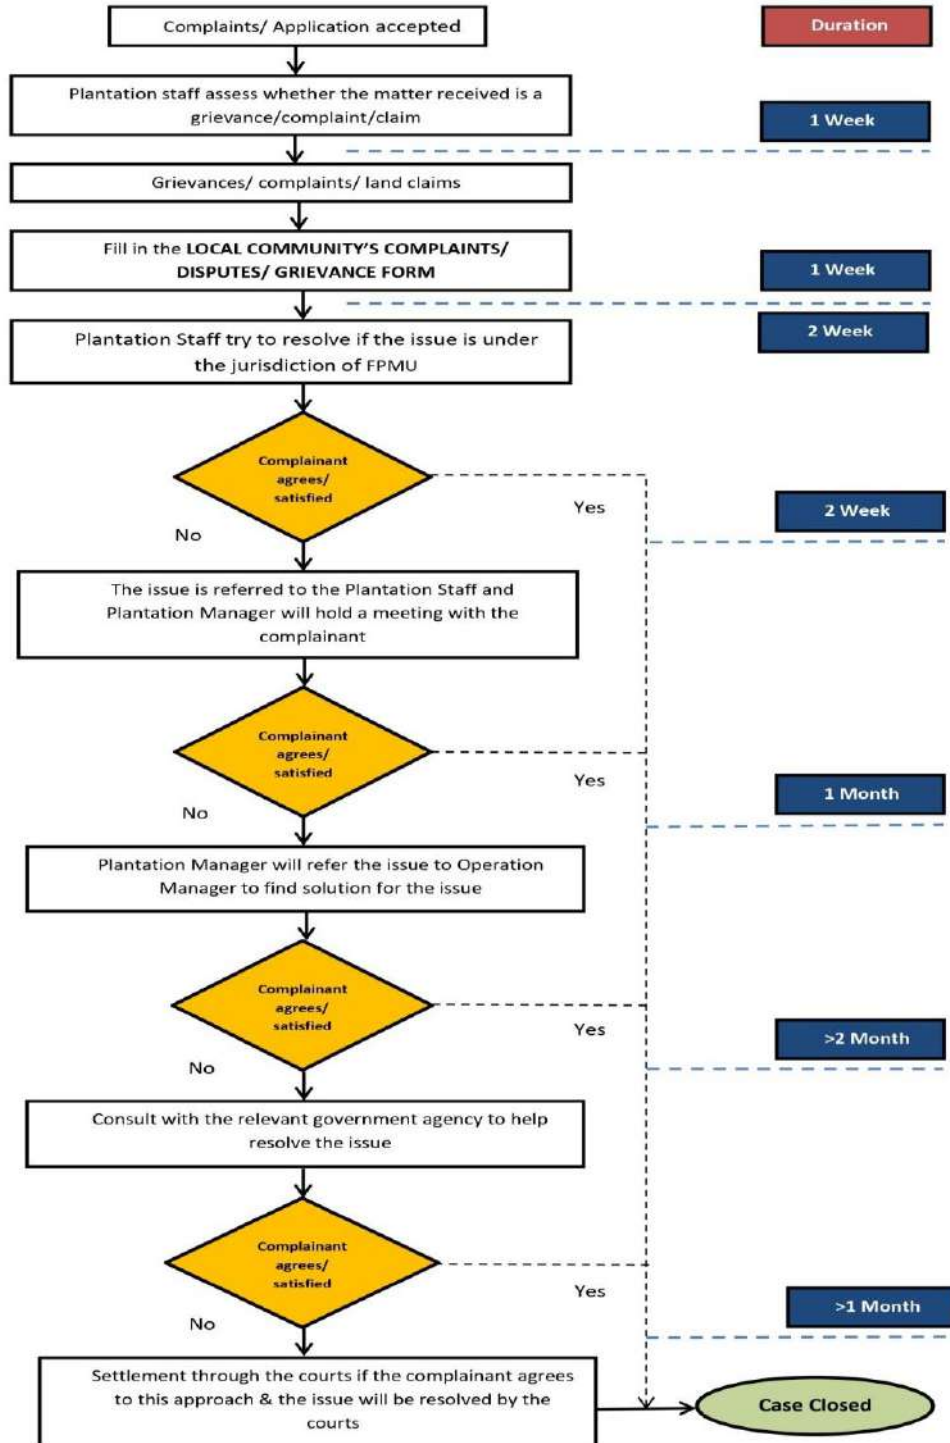 Complaints/ Application accepted
Duration
Plantation staff assess whether the matter received is a
grievance/complaint/claim
1 Week
Grievances/ complaints/ land claims
Fill in the LOCAL COMMUNITY'S COMPLAINTS/
DISPUTES/ GRIEVANCE FORM
1 Week
Plantation Staff try to resolve if the issue is under
the jurisdiction of FPMU
2 Week
Complainant
agrees/
satisfied
Yes
No
2 Week
The issue is referred to the Plantation Staff and
Plantation Manager will hold a meeting with the
complainant
Complainant
agrees/
satisfied
Yes
No
1 Month
Plantation Manager will refer the issue to Operation
Manager to find solution for the issue
Complainant
agrees/
satisfied
Yes
No
>2 Month
Consult with the relevant government agency to help
resolve the issue
Complainant
agrees/
satisfied
Yes
No
>1 Month
Settlement through the courts if the complainant agrees
to this approach & the issue will be resolved by the
courts
Case Closed